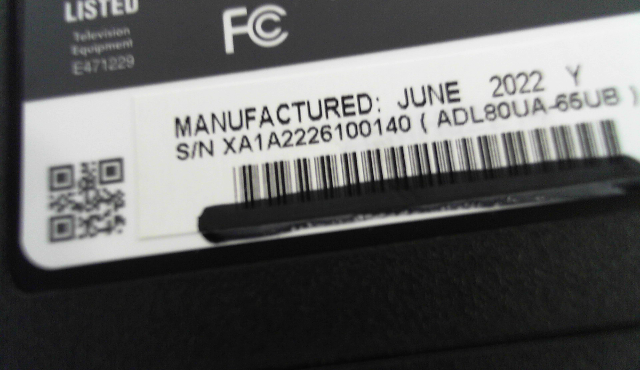 LISTED
Television
Equipment
E471229
FC
MANUFACTURED: JUNE 2022 Y
S/N XA1A2226100140 ( ADL80UA-65UB )